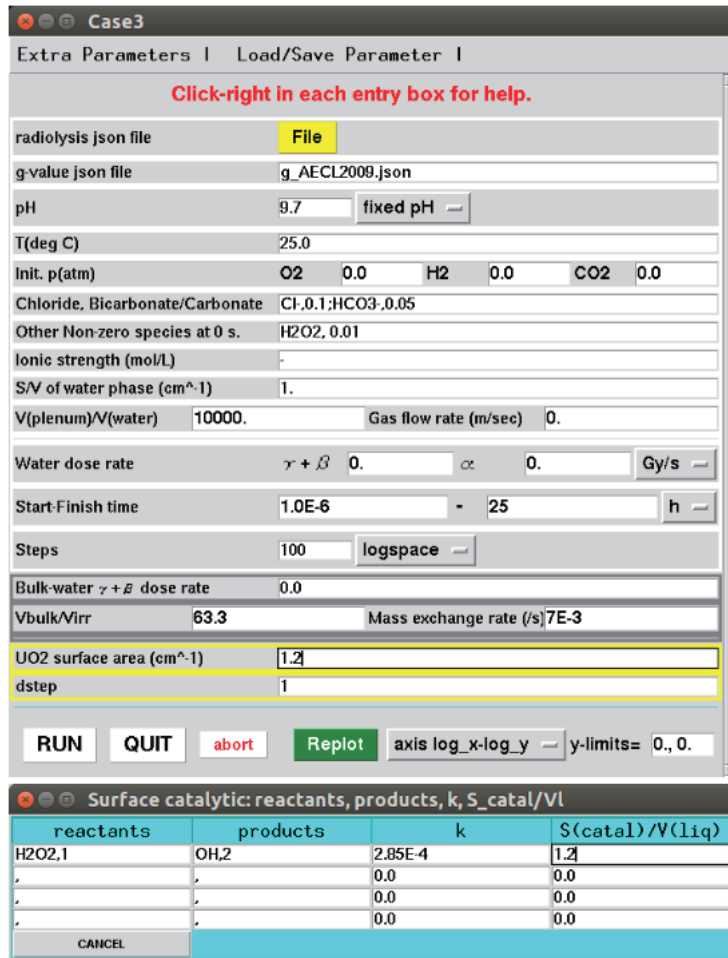 Case3
Extra Parameters | Load/Save Parameter |
Click-right in each entry box for help.
radiolysis json file File
g-value json file g_AECL2009.json
pH 9.7 fixed pH
T(deg C) 25.0
Init. p(atm) O2 0.0 H2 0.0 CO2 0.0
Chloride, Bicarbonate/Carbonate Cl-,0.1;HCO3-,0.05
Other Non-zero species at 0 s. H2O2, 0.01
Ionic strength (mol/L) -
S/V of water phase (cm^-1) 1.
V(plenum)/V(water) 10000. Gas flow rate (m/sec) 0.
Water dose rate γ + β 0. α 0. Gy/s
Start-Finish time 1.0E-6 - 25 h
Steps 100 logspace
Bulk-water γ + β dose rate 0.0
Vbulk/Virr 63.3 Mass exchange rate (/s) 7E-3
UO2 surface area (cm^-1) 1.2
dstep 1
RUN QUIT abort Replot axis log_x-log_y y-limits= 0., 0.
Surface catalytic: reactants, products, k, S_catal/Vl
reactants products k S(catal)/V(liq)
H2O2,1 OH,2 2.85E-4 1.2
, , 0.0 0.0
, , 0.0 0.0
, , 0.0 0.0
CANCEL